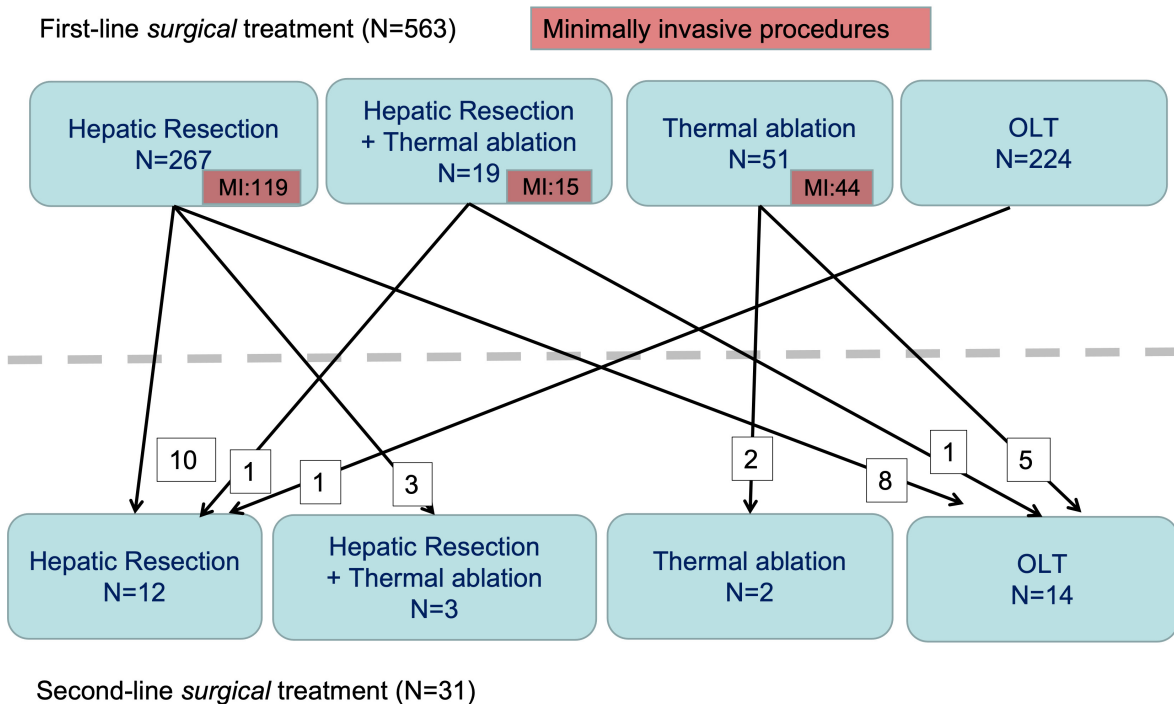 First-line surgical treatment (N=563)
Minimally invasive procedures
Hepatic Resection
N=267
MI:119
Hepatic Resection
+ Thermal ablation
N=19
MI:15
Thermal ablation
N=51
MI:44
OLT
N=224
10
1
1
3
2
8
1
5
Hepatic Resection
N=12
Hepatic Resection
+ Thermal ablation
N=3
Thermal ablation
N=2
OLT
N=14
Second-line surgical treatment (N=31)